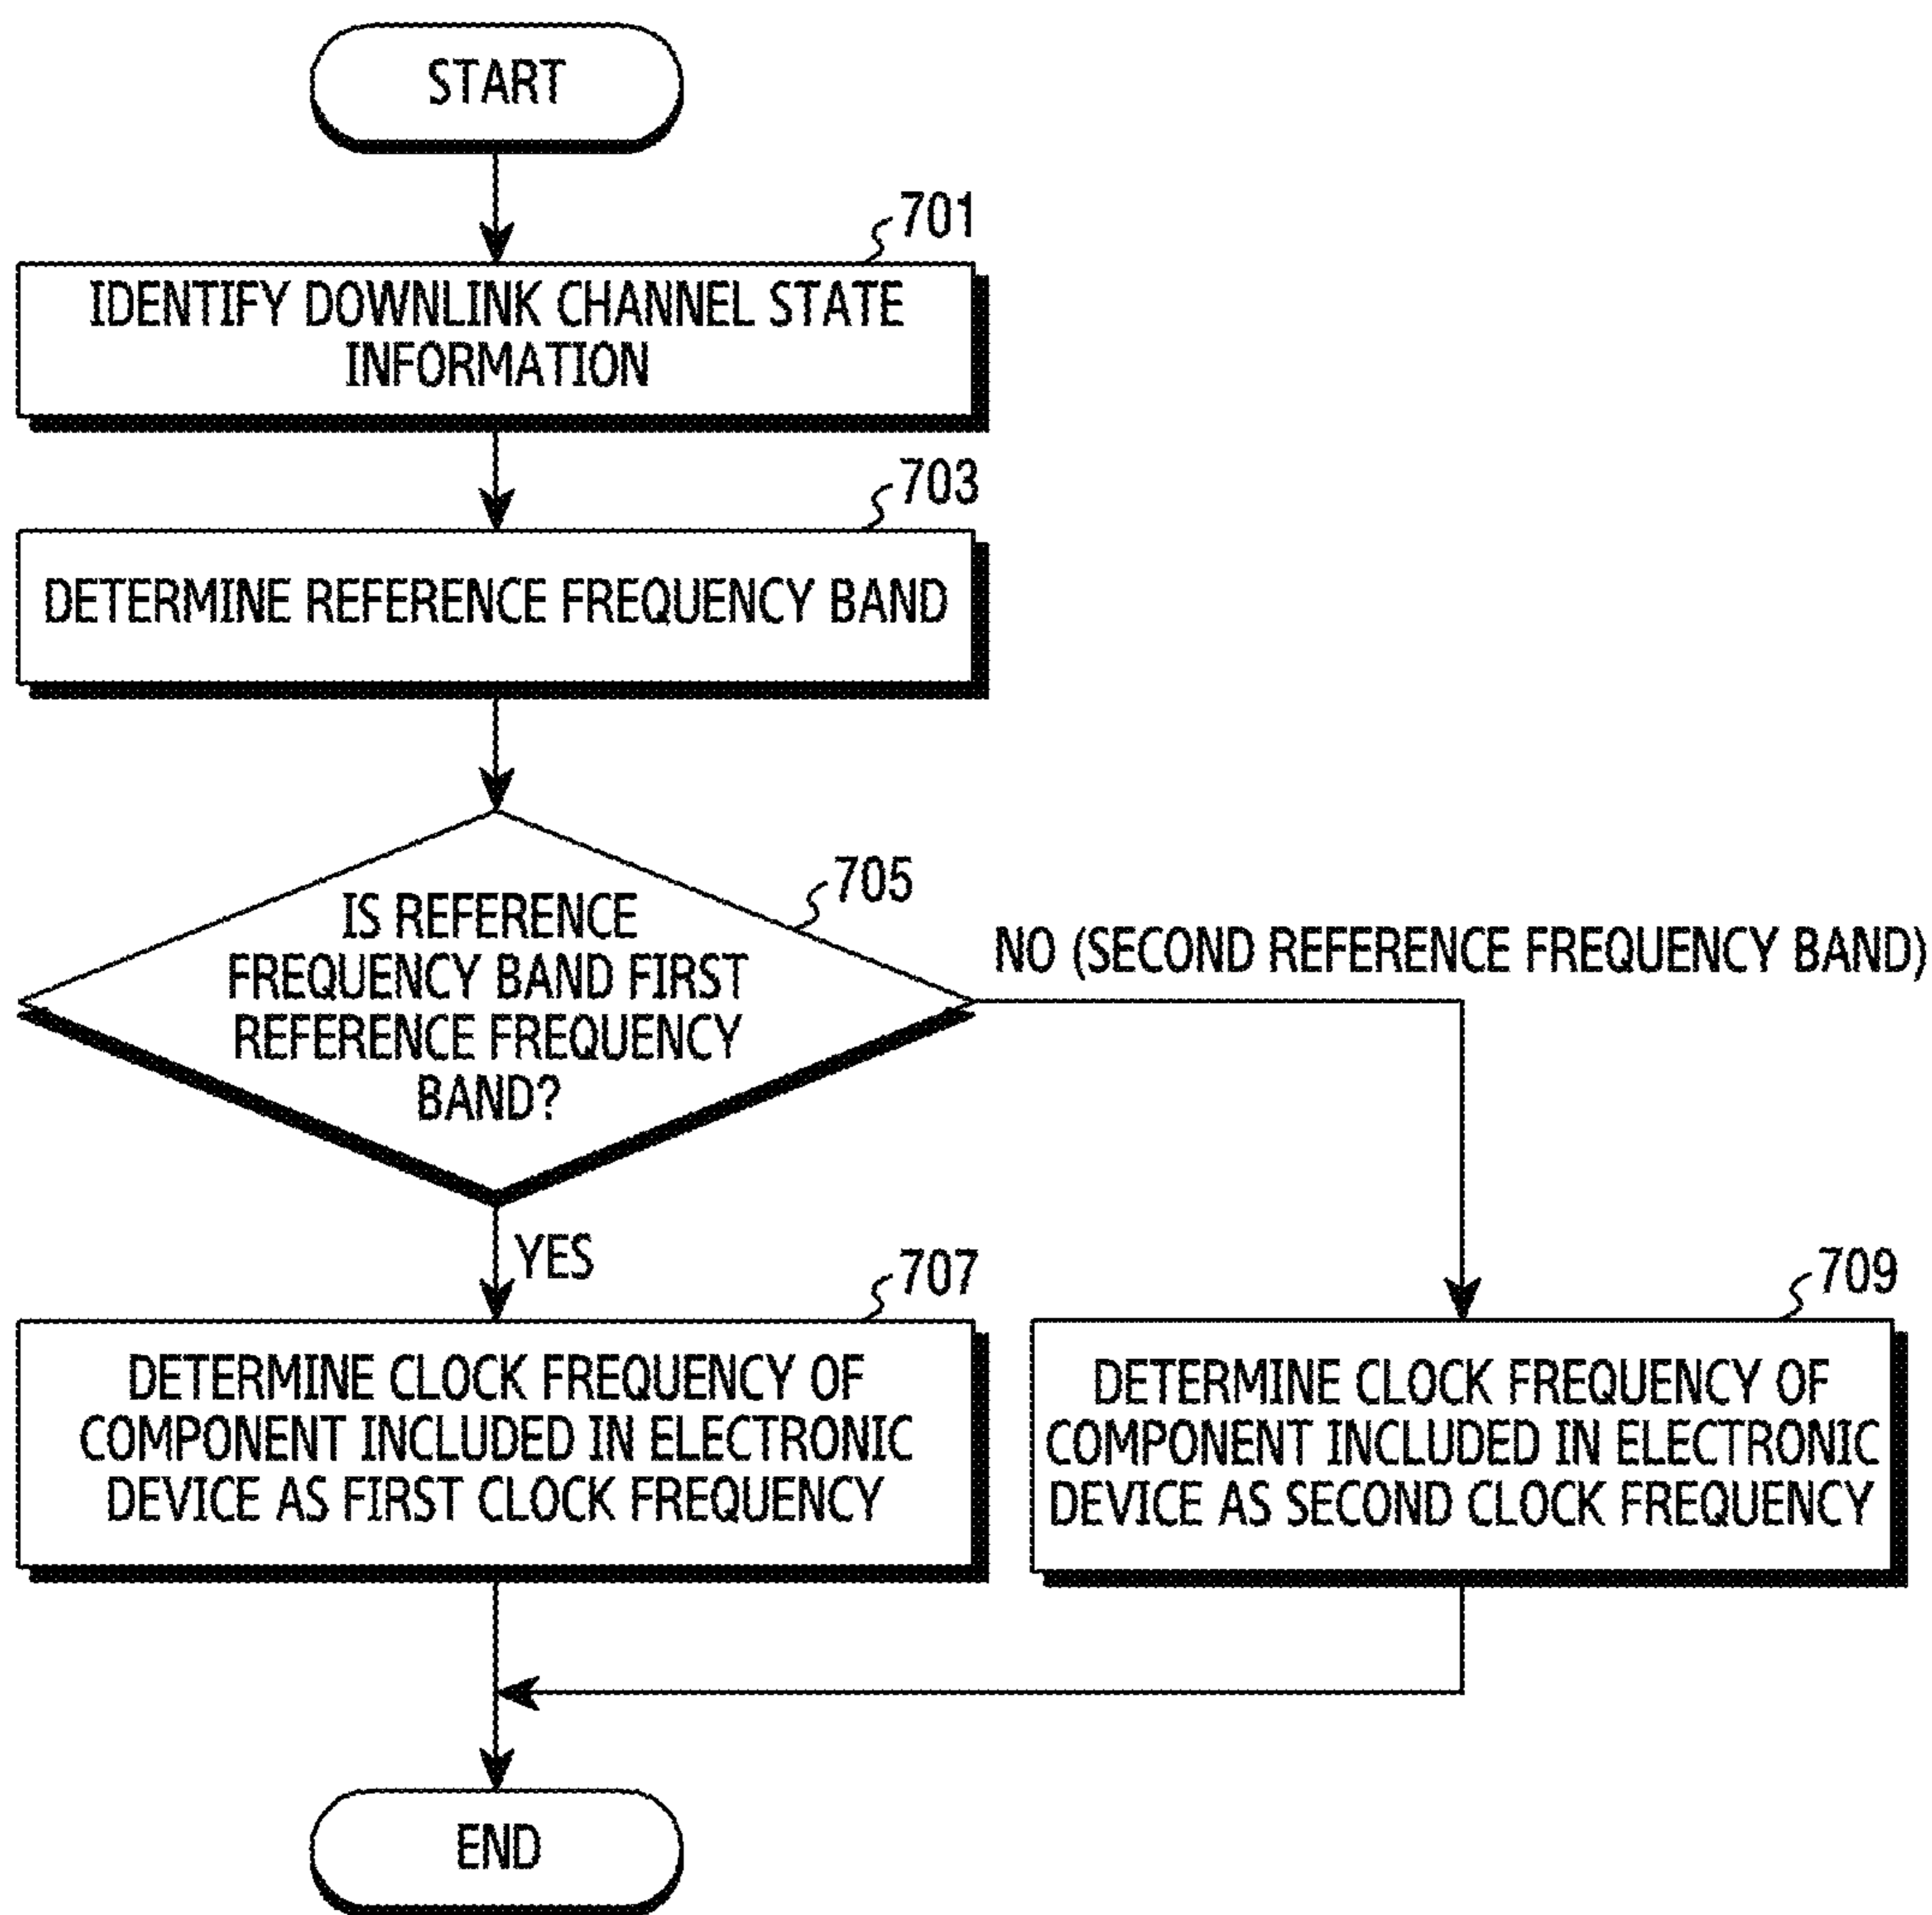 START
701
IDENTIFY DOWNLINK CHANNEL STATE
INFORMATION
703
DETERMINE REFERENCE FREQUENCY BAND
705
IS REFERENCE
FREQUENCY BAND FIRST
REFERENCE FREQUENCY
BAND?
NO (SECOND REFERENCE FREQUENCY BAND)
YES
707
DETERMINE CLOCK FREQUENCY OF
COMPONENT INCLUDED IN ELECTRONIC
DEVICE AS FIRST CLOCK FREQUENCY
709
DETERMINE CLOCK FREQUENCY OF
COMPONENT INCLUDED IN ELECTRONIC
DEVICE AS SECOND CLOCK FREQUENCY
END